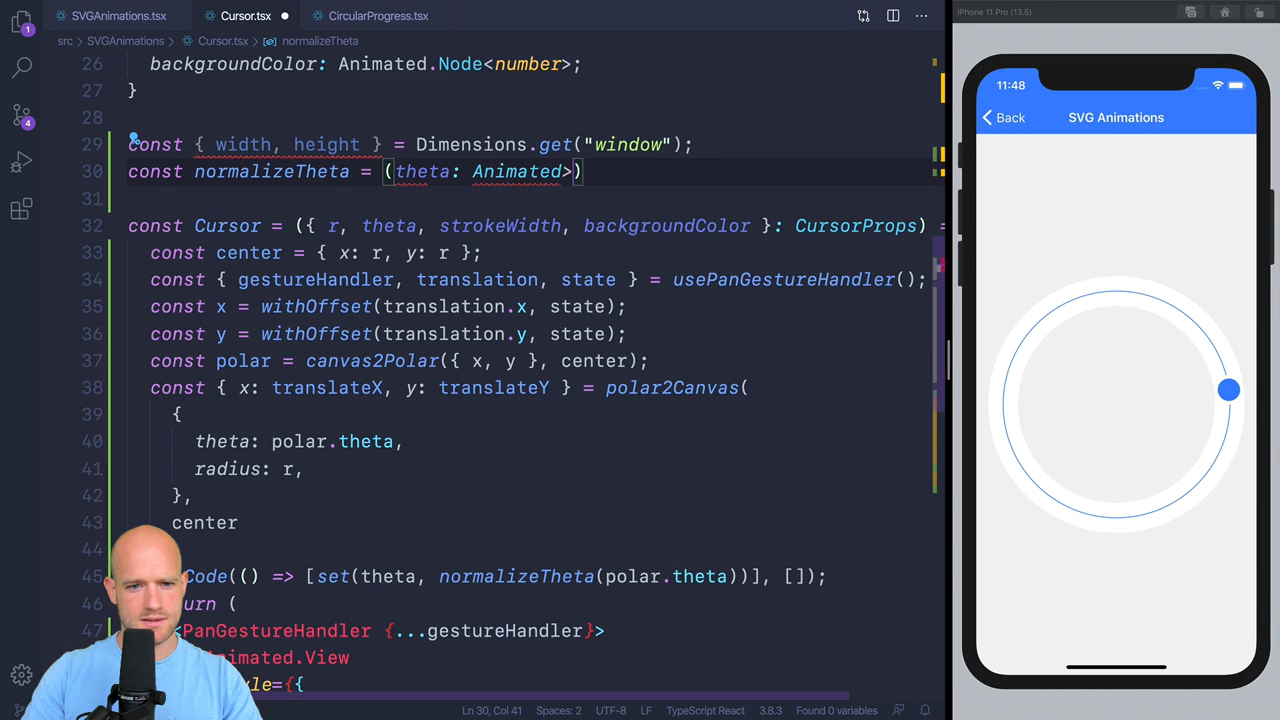 SVGAnimations.tsx
Cursor.tsx
CircularProgress.tsx
iPhone 11 Pro (13.5)
src > SVGAnimations > Cursor.tsx > normalizeTheta
26 backgroundColor: Animated.Node<number>;
27 }
28
29 const { width, height } = Dimensions.get("window");
30 const normalizeTheta = (theta: Animated>)
31
32 const Cursor = ({ r, theta, strokeWidth, backgroundColor }: CursorProps) =
33 const center = { x: r, y: r };
34 const { gestureHandler, translation, state } = usePanGestureHandler();
35 const x = withOffset(translation.x, state);
36 const y = withOffset(translation.y, state);
37 const polar = canvas2Polar({ x, y }, center);
38 const { x: translateX, y: translateY } = polar2Canvas(
39 {
40 theta: polar.theta,
41 radius: r,
42 },
43 center
44
45 Code(() => [set(theta, normalizeTheta(polar.theta))], []);
46 urn (
47 <PanGestureHandler {...gestureHandler}>
nimated.View
yle={{
1
4
11:48
Back
SVG Animations
Ln 30, Col 41
Spaces: 2
UTF-8
LF
TypeScript React
3.8.3
Found 0 variables